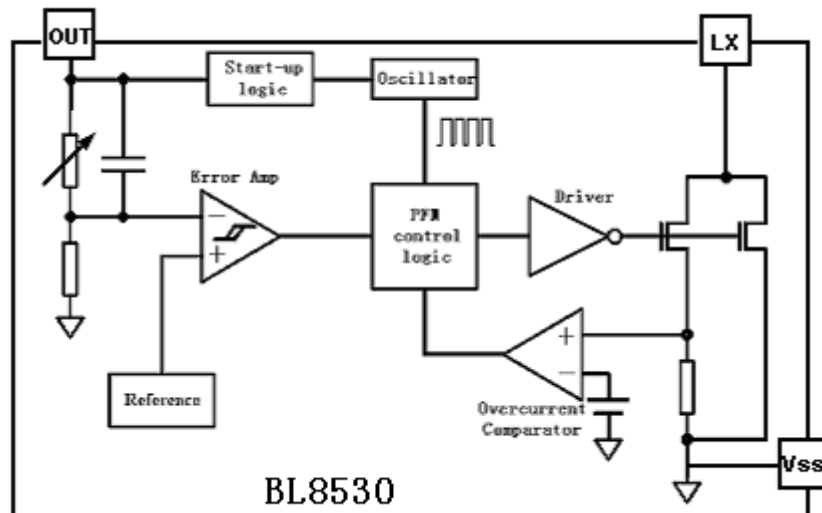 OUT
LX
Start-up
logic
Oscillator
Error Amp
Driver
PFM
control
logic
Reference
Overcurrent
Comparator
Vss
BL8530